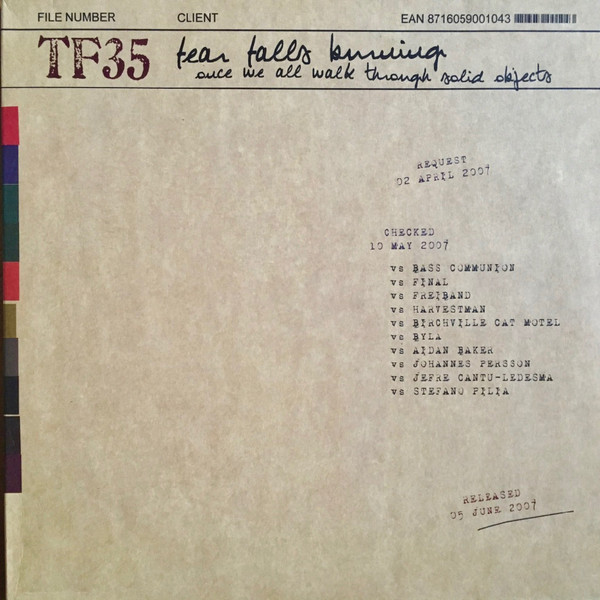 FILE NUMBER CLIENT EAN 8716059001043
TF35 fear falls burning
once we all walk through solid objects
REQUEST
02 APRIL 2007
CHECKED
10 MAY 2007
vs BASS COMMUNION
vs FINAL
vs FREIBAND
vs HARVESTMAN
vs BIRCHVILLE CAT MOTEL
vs BYLA
vs AIDAN BAKER
vs JOHANNES PERSSON
vs JEFRE CANTU-LEDESMA
vs STEFANO PILIA
RELEASED
05 JUNE 2007